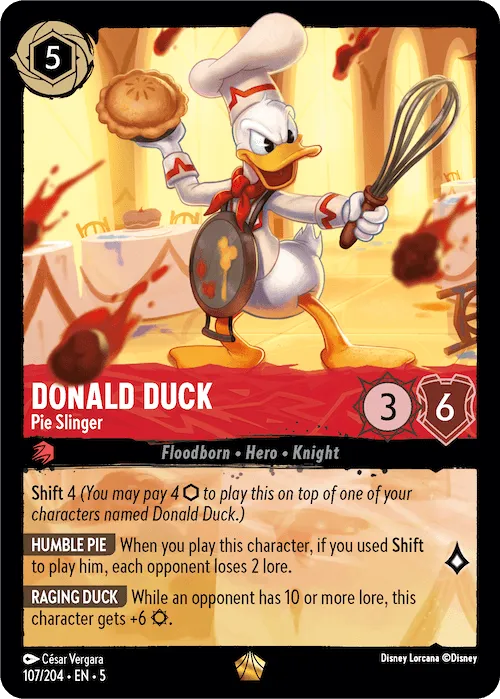 5
DONALD DUCK
Pie Slinger
3
6
Floodborn • Hero • Knight
Shift 4 (You may pay 4 to play this on top of one of your
characters named Donald Duck.)
HUMBLE PIE When you play this character, if you used Shift
to play him, each opponent loses 2 lore.
RAGING DUCK While an opponent has 10 or more lore, this
character gets +6 .
César Vergara
107/204 • EN • 5
Disney Lorcana ©Disney